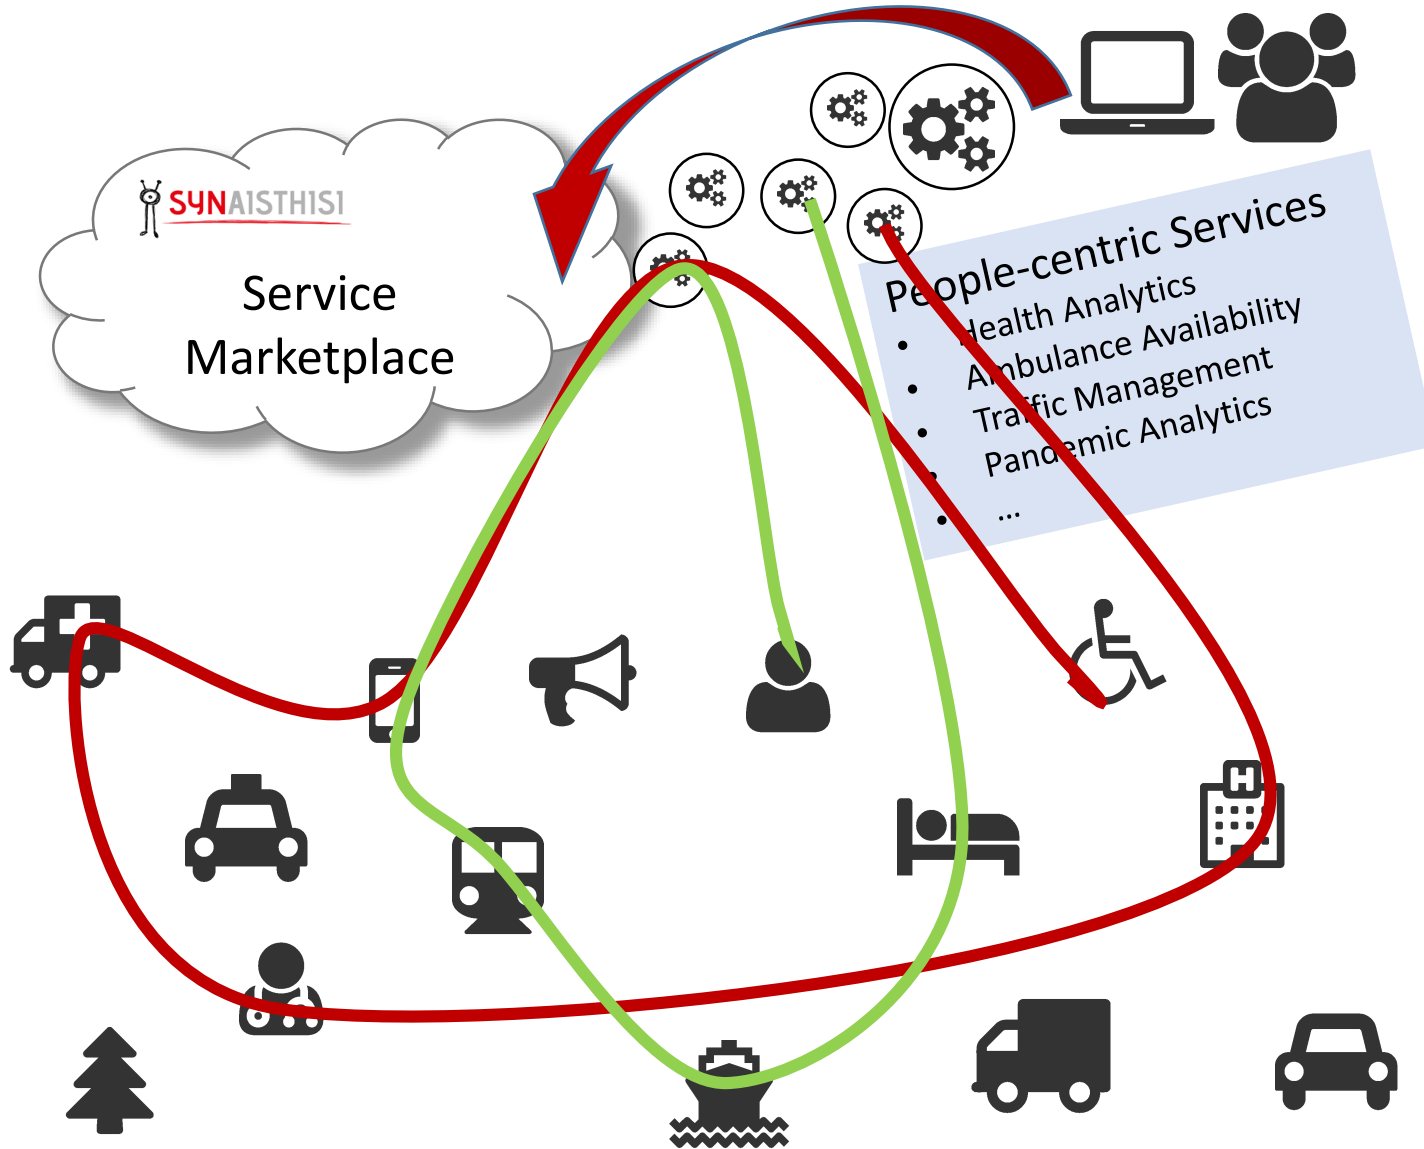 SYNAISTHISI
Service
Marketplace
People-centric Services
• Health Analytics
• Ambulance Availability
• Traffic Management
• Pandemic Analytics
• ...
H